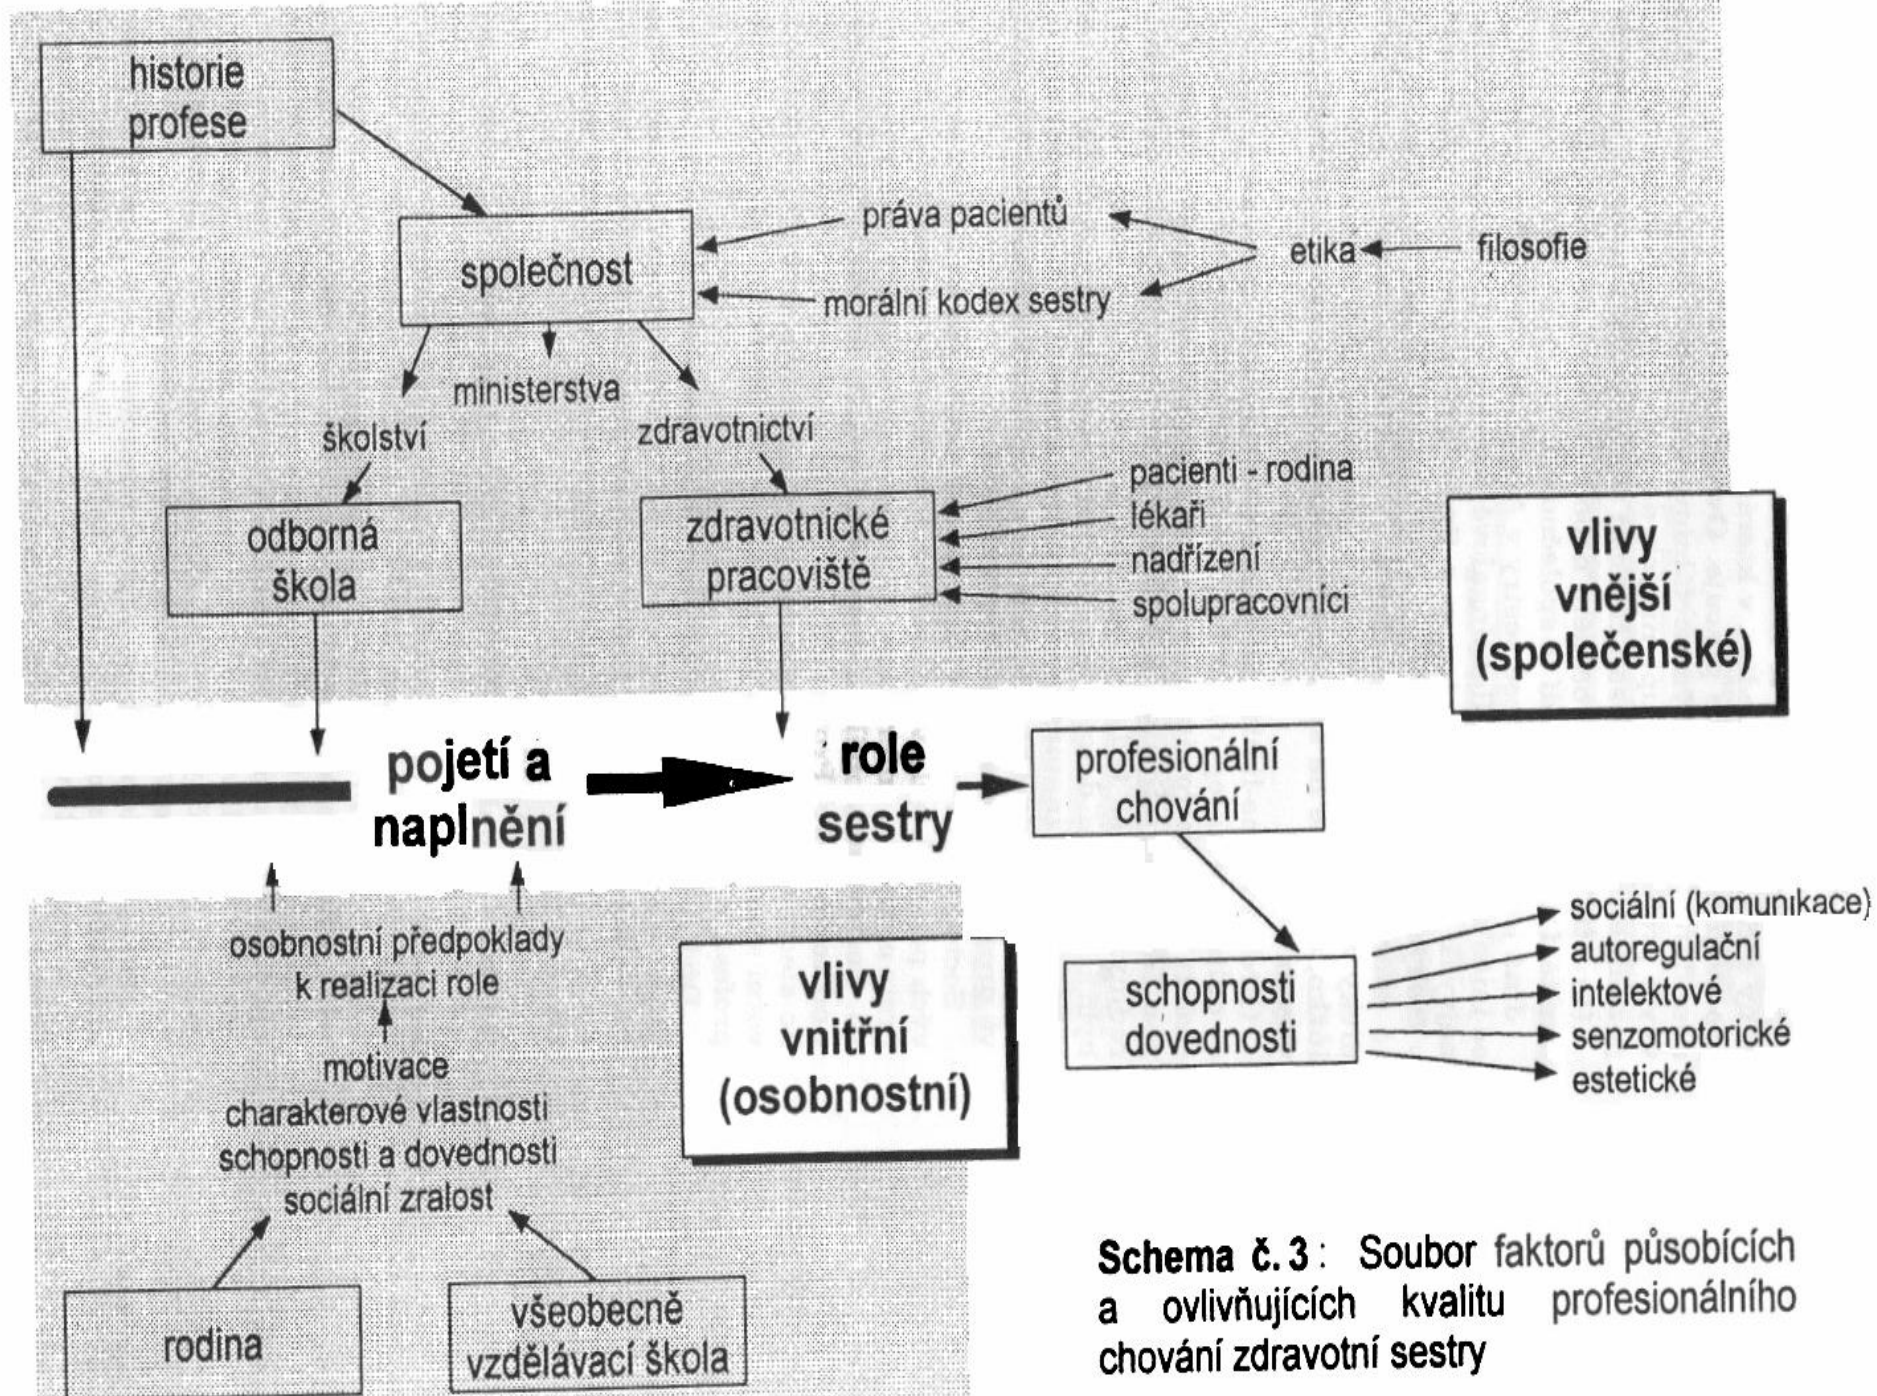 historie
profese
společnost
práva pacientů
etika
filosofie
morální kodex sestry
ministerstva
školství
zdravotnictví
odborná
škola
zdravotnické
pracoviště
pacienti - rodina
lékaři
nadřízení
spolupracovníci
vlivy
vnější
(společenské)
pojetí a
naplnění
role
sestry
profesionální
chování
osobnostní předpoklady
k realizaci role
motivace
charakterové vlastnosti
schopnosti a dovednosti
sociální zralost
vlivy
vnitřní
(osobnostní)
schopnosti
dovednosti
sociální (komunikace)
autoregulační
intelektové
senzomotorické
estetické
rodina
všeobecně
vzdělávací škola
Schema č. 3 : Soubor faktorů působících
a ovlivňujících kvalitu profesionálního
chování zdravotní sestry